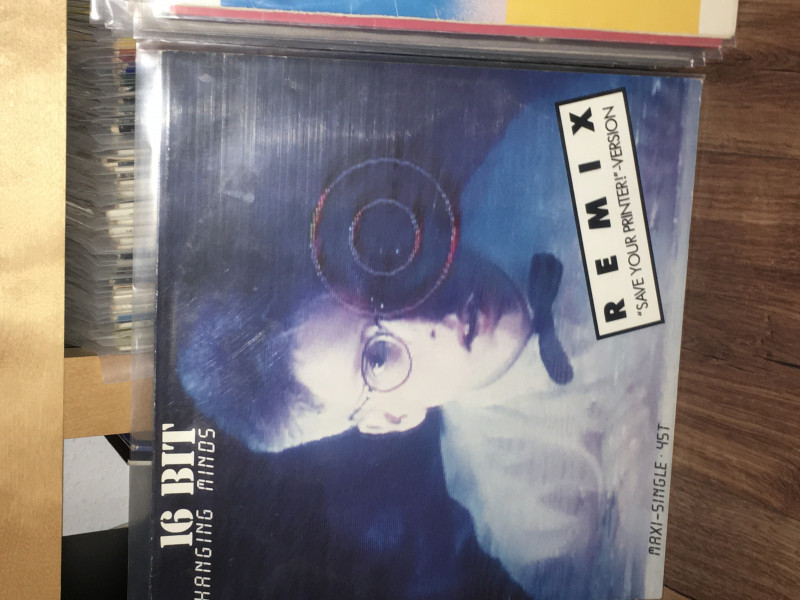 16 BIT
HANGING MINDS
REMIX
"SAVE YOUR PRINTER!"-VERSION
MAXI-SINGLE · 45T